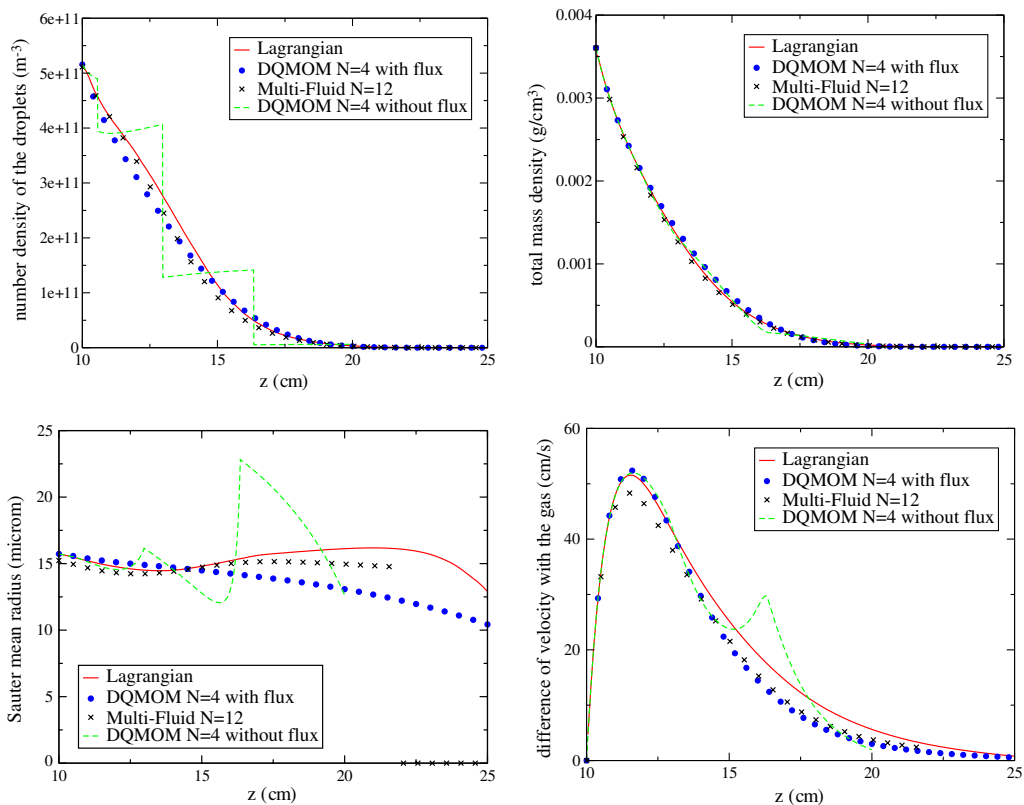 number density of the droplets (m-3)
6e+11
5e+11
4e+11
3e+11
2e+11
1e+11
0
Lagrangian
DQMOM N=4 with flux
Multi-Fluid N=12
DQMOM N=4 without flux
10 15 20 25
z (cm)
total mass density (g/cm3)
0.004
0.003
0.002
0.001
0
Lagrangian
DQMOM N=4 with flux
Multi-Fluid N=12
DQMOM N=4 without flux
10 15 20 25
z (cm)
Sauter mean radius (microm)
25
20
15
10
5
0
Lagrangian
DQMOM N=4 with flux
Multi-Fluid N=12
DQMOM N=4 without flux
10 15 20 25
z (cm)
difference of velocity with the gas (cm/s)
60
40
20
0
Lagrangian
DQMOM N=4 with flux
Multi-Fluid N=12
DQMOM N=4 without flux
10 15 20 25
z (cm)